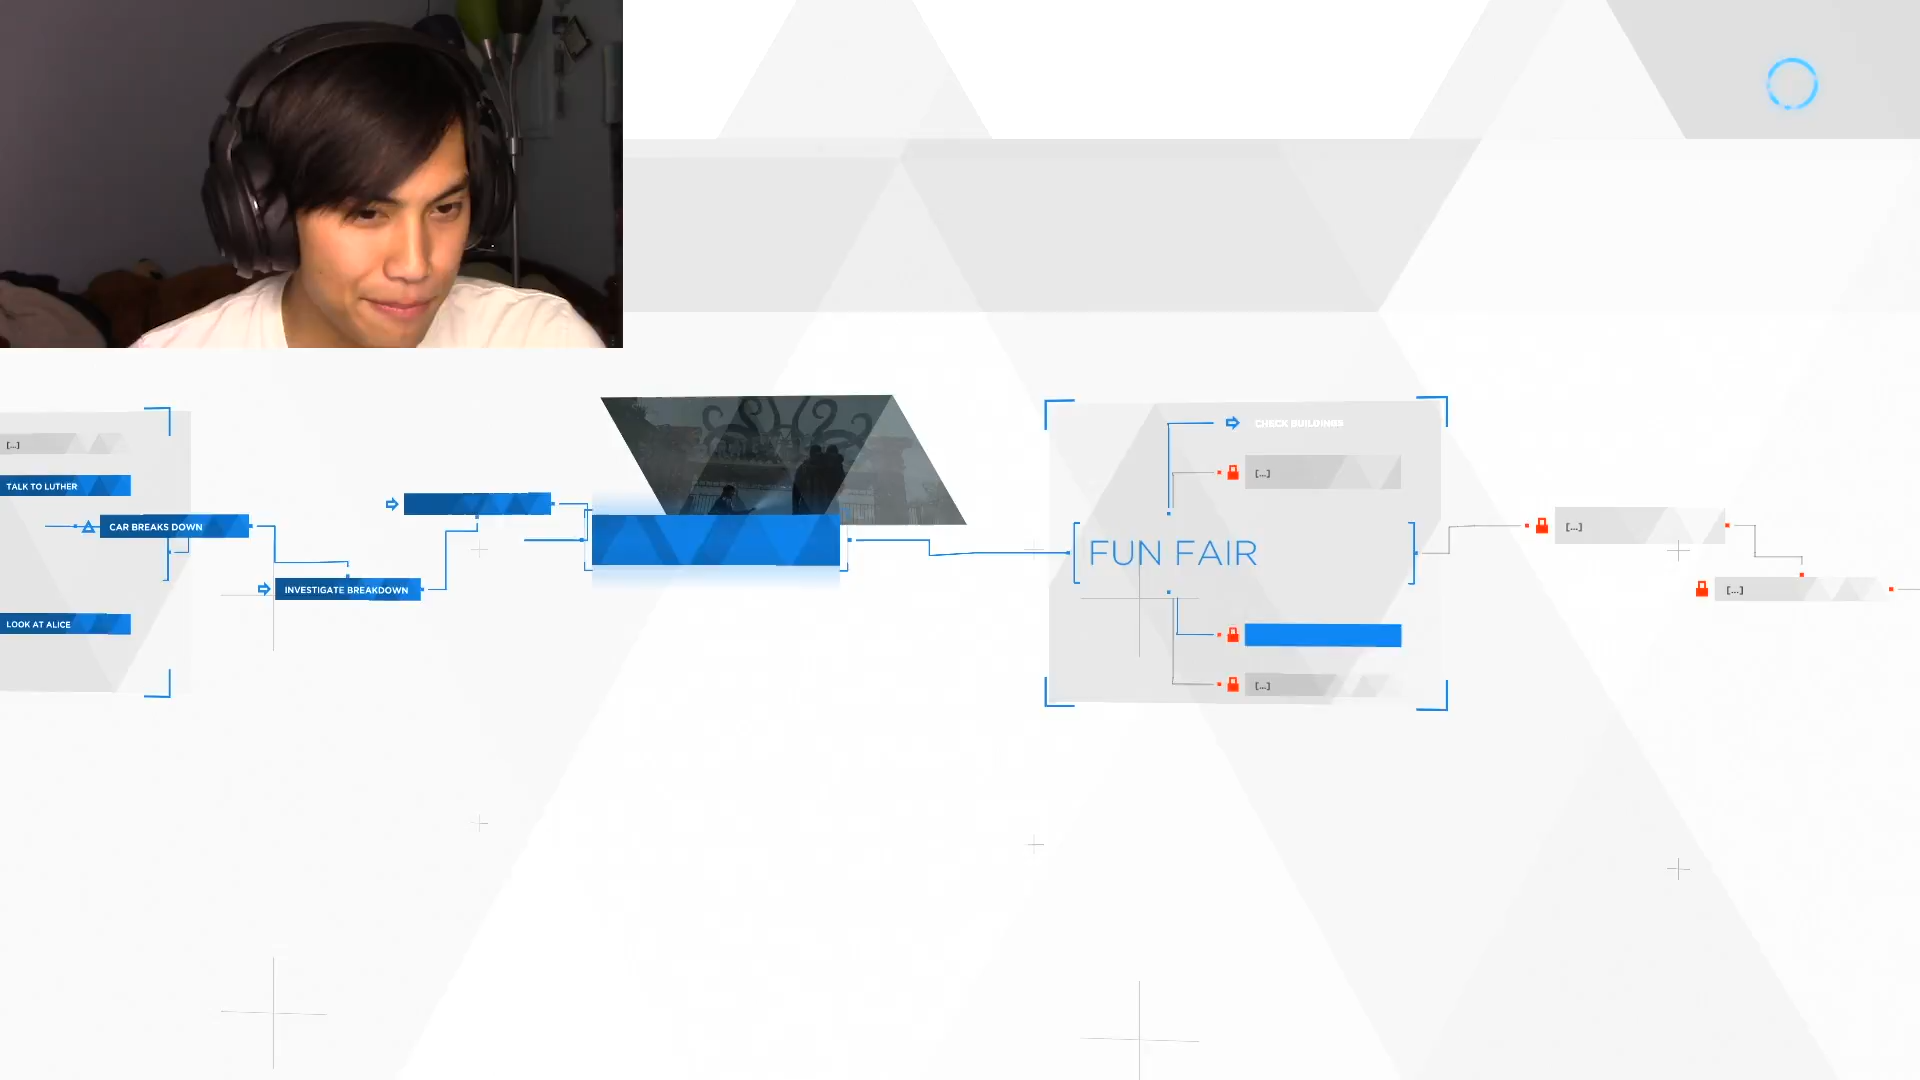 [...]
TALK TO LUTHER
CAR BREAKS DOWN
INVESTIGATE BREAKDOWN
LOOK AT ALICE
CHECK BUILDINGS
[...]
FUN FAIR
[...]
[...]
[...]